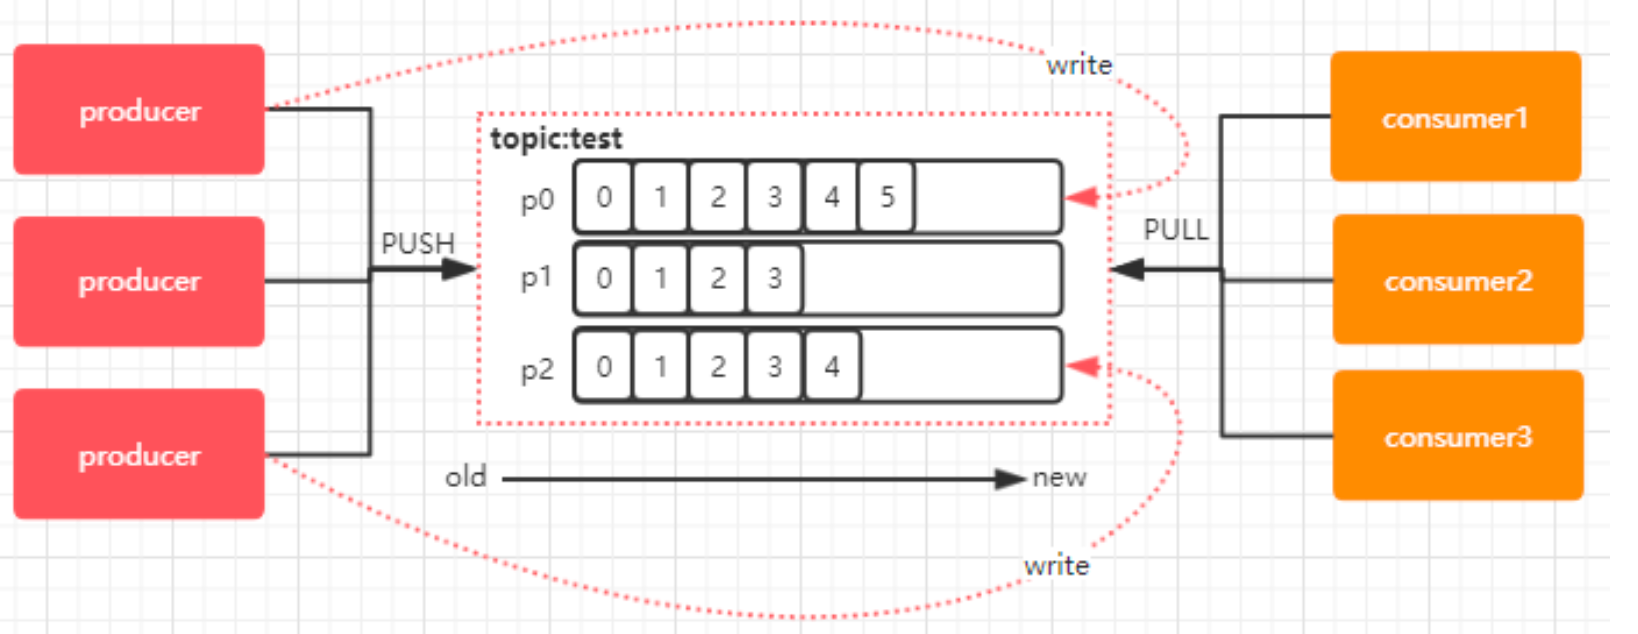 producer
producer
producer
PUSH
write
topic:test
p0 0 1 2 3 4 5
p1 0 1 2 3
p2 0 1 2 3 4
old new
write
PULL
consumer1
consumer2
consumer3